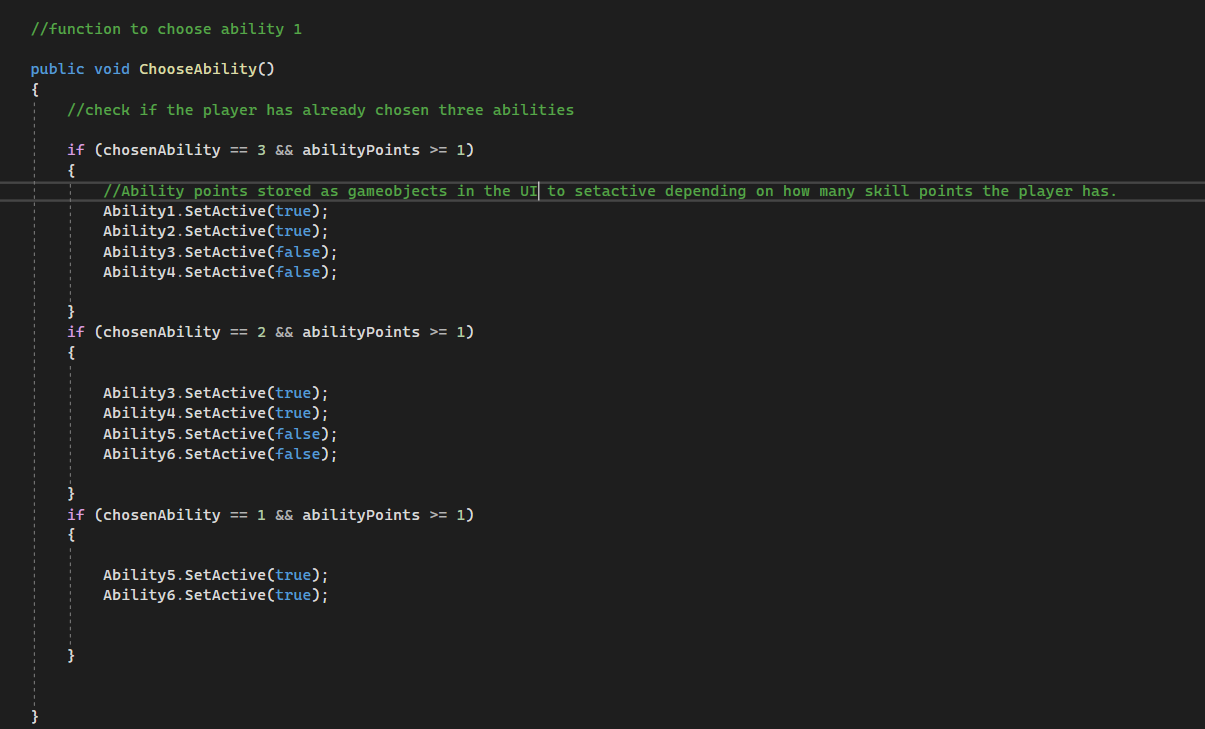 //function to choose ability 1
public void ChooseAbility()
{
//check if the player has already chosen three abilities
if (chosenAbility == 3 && abilityPoints >= 1)
{
//Ability points stored as gameobjects in the UI to setactive depending on how many skill points the player has.
Ability1.SetActive(true);
Ability2.SetActive(true);
Ability3.SetActive(false);
Ability4.SetActive(false);
}
if (chosenAbility == 2 && abilityPoints >= 1)
{
Ability3.SetActive(true);
Ability4.SetActive(true);
Ability5.SetActive(false);
Ability6.SetActive(false);
}
if (chosenAbility == 1 && abilityPoints >= 1)
{
Ability5.SetActive(true);
Ability6.SetActive(true);
}
}